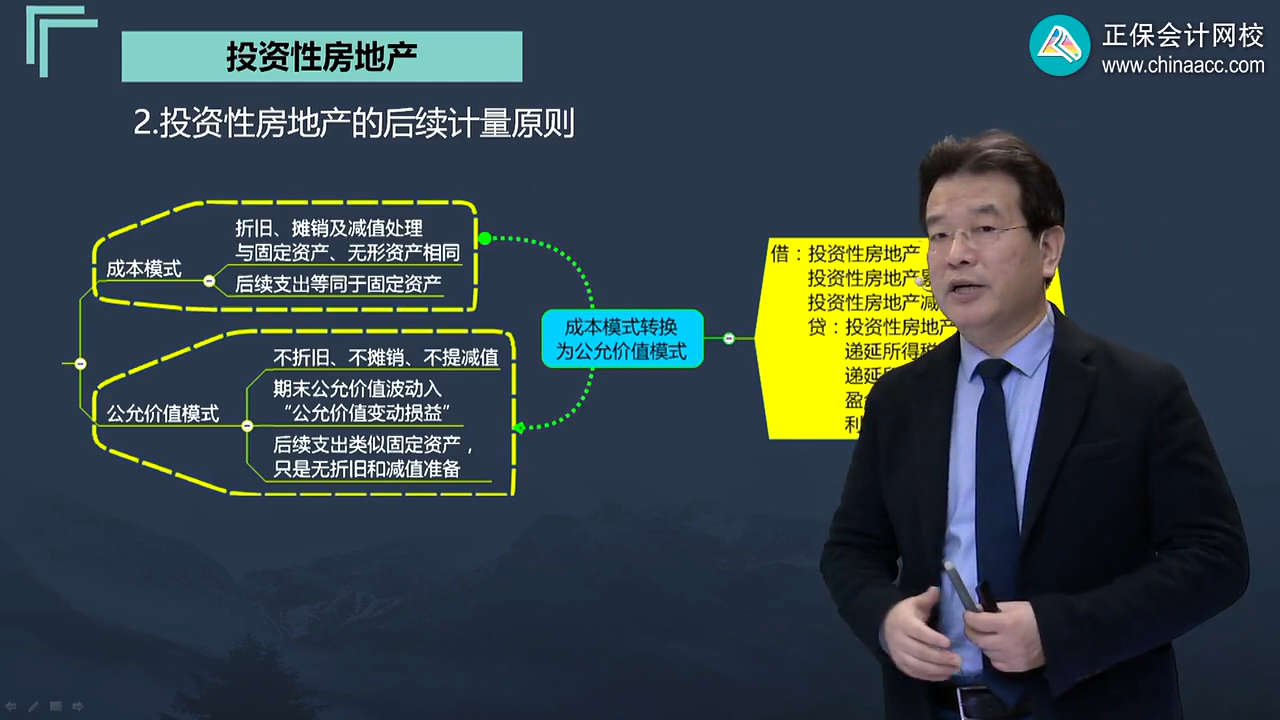 投资性房地产
正保会计网校
www.chinaacc.com
2.投资性房地产的后续计量原则
折旧、摊销及减值处理
与固定资产、无形资产相同
成本模式
后续支出等同于固定资产
不折旧、不摊销、不提减值
期末公允价值波动入
“公允价值变动损益”
公允价值模式
后续支出类似固定资产，
只是无折旧和减值准备
成本模式转换
为公允价值模式
借：投资性房地产
投资性房地产累
投资性房地产减
贷：投资性房地产
递延所得税
递延所
盈
利